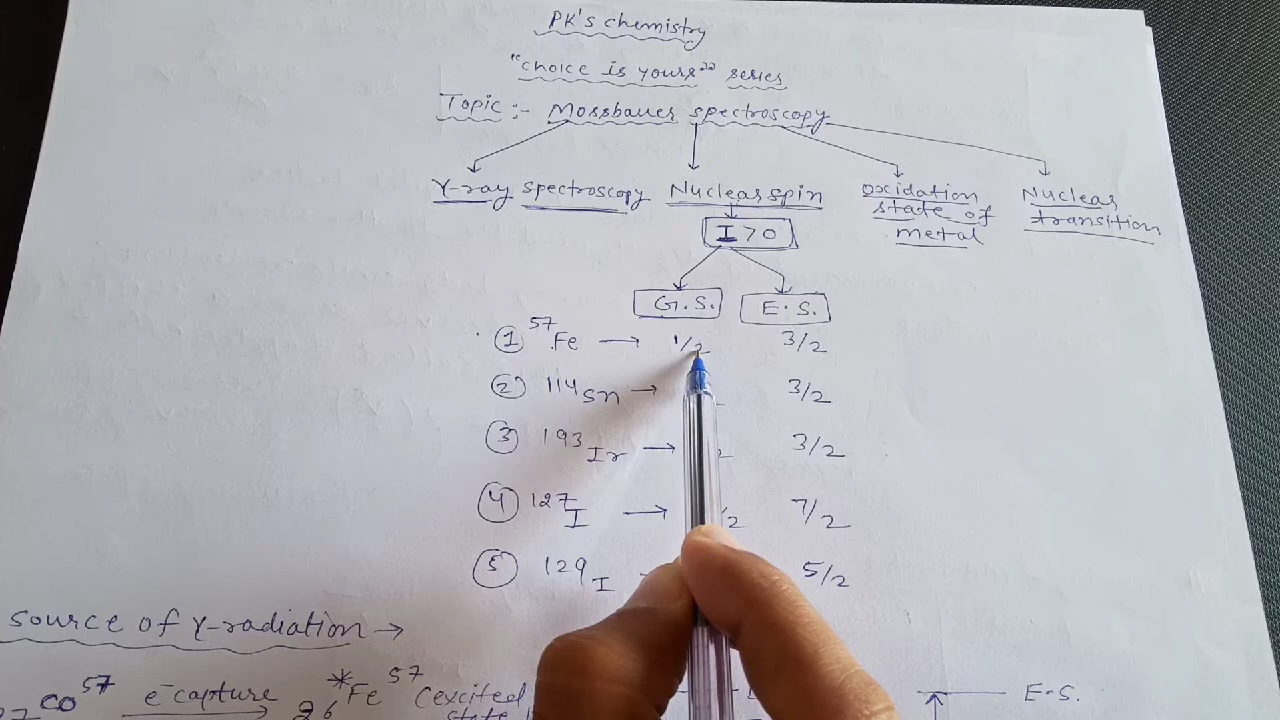 PK's chemistry
"choice is yours" series
Topic :- Mossbauer spectroscopy
γ-ray spectroscopy Nuclear spin oxidation state of metal Nuclear transition
I > 0
G.S. E.S.
① 57Fe → 1/2 3/2
② 114Sn → 3/2
③ 193Ir → 3/2
④ 127I → 7/2
⑤ 129I 5/2
source of γ-radiation →
Co57 e⁻capture → 26 *Fe57 (excited state E.S.